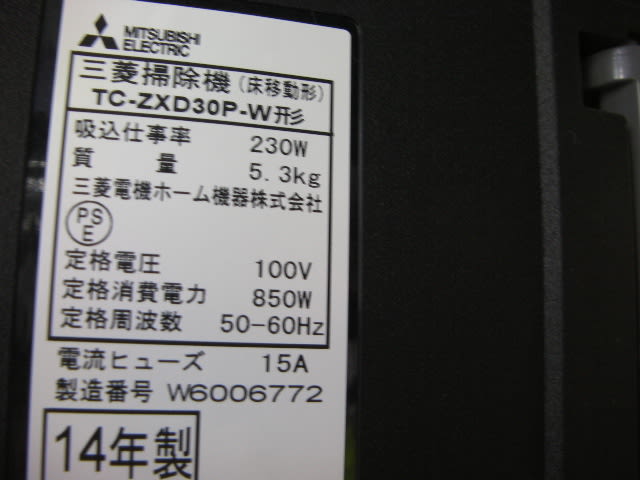 MITSUBISHI
ELECTRIC
三菱掃除機(床移動形)
TC-ZXD30P-W形
吸込仕事率 230W
質量 5.3kg
三菱電機ホーム機器株式会社
PS
E
定格電圧 100V
定格消費電力 850W
定格周波数 50-60Hz
電流ヒューズ 15A
製造番号 W6006772
14年製